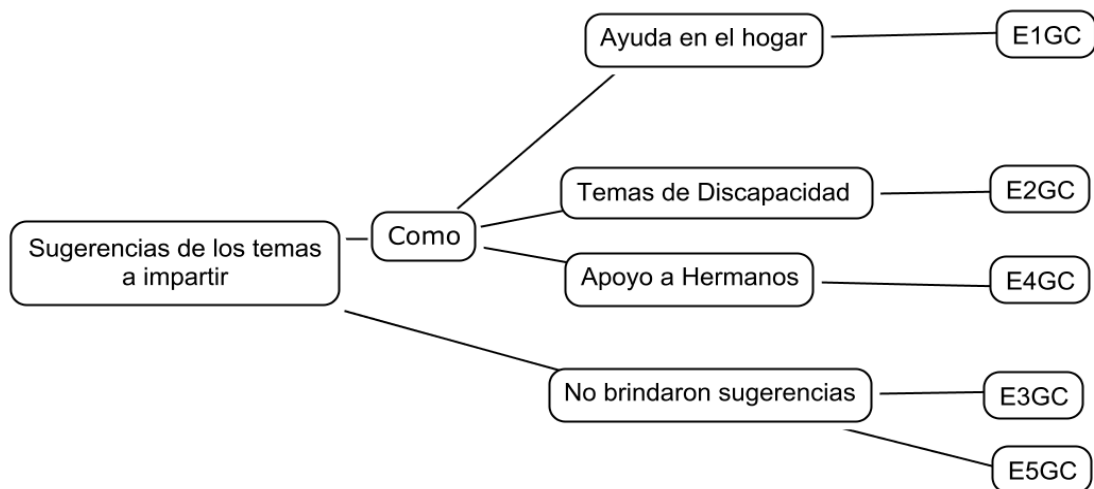 Ayuda en el hogar
E1GC
Temas de Discapacidad
E2GC
Sugerencias de los temas
a impartir
Como
Apoyo a Hermanos
E4GC
No brindaron sugerencias
E3GC
E5GC